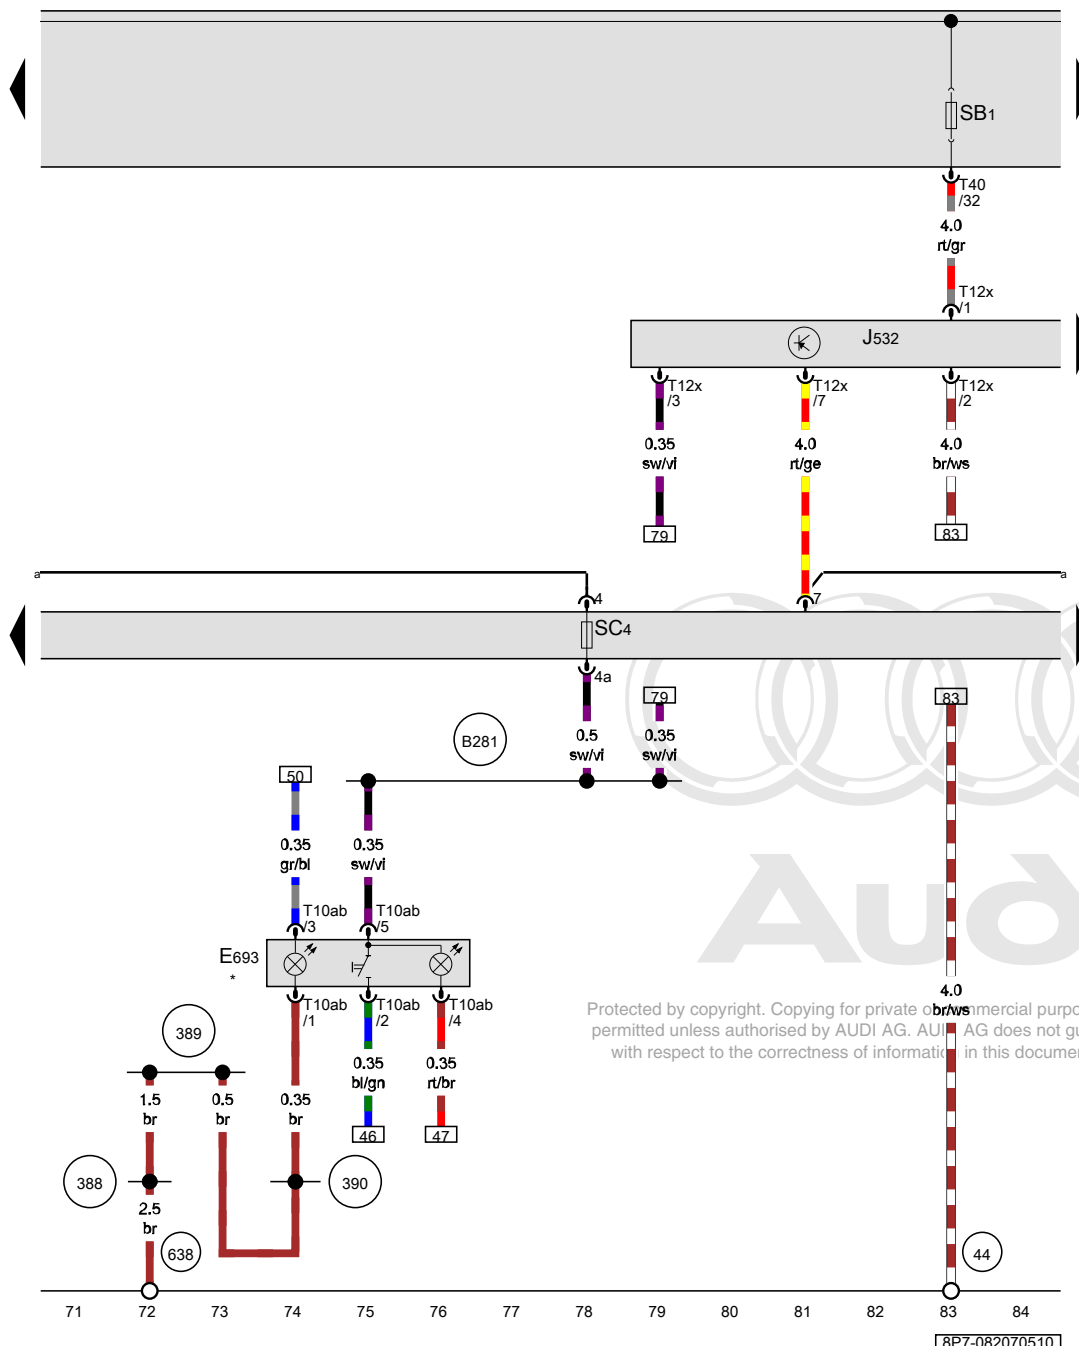 SB1
T40
/32
4.0
rt/gr
T12x
/1
J532
T12x
/3
T12x
/7
T12x
/2
0.35
sw/vi
4.0
rt/ge
4.0
br/ws
79
83
a
a
4
7
SC4
4a
79
83
B281
0.5
sw/vi
0.35
sw/vi
50
0.35
gr/bl
0.35
sw/vi
Aud
T10ab
/3
T10ab
/5
E693
*
T10ab
/1
T10ab
/2
T10ab
/4
4.0
br/ws
Protected by copyright. Copying for private o mmercial purpo
permitted unless authorised by AUDI AG. AU AG does not gu
with respect to the correctness of informati in this documen
389
0.35
bl/gn
0.35
rt/br
1.5
br
0.5
br
0.35
br
46
47
388
390
2.5
br
638
44
71 72 73 74 75 76 77 78 79 80 81 82 83 84
8P7-082070510